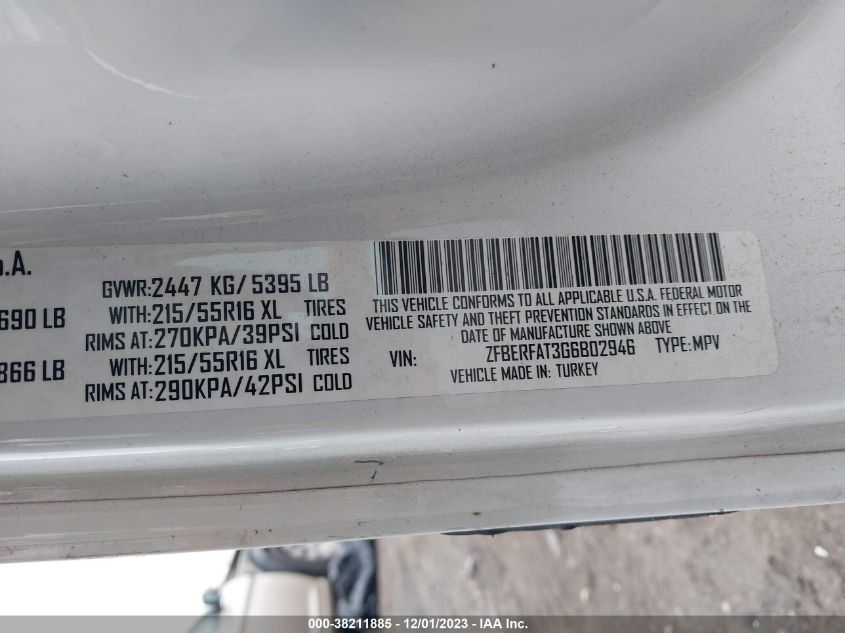 .A.
GVWR:2447 KG/ 5395 LB
690 LB WITH:215/55R16 XL TIRES
RIMS AT:270KPA/39PSI COLD
866 LB WITH:215/55R16 XL TIRES
RIMS AT:290KPA/42PSI COLD
THIS VEHICLE CONFORMS TO ALL APPLICABLE U.S.A. FEDERAL MOTOR
VEHICLE SAFETY AND THEFT PREVENTION STANDARDS IN EFFECT ON THE
DATE OF MANUFACTURE SHOWN ABOVE
VIN: ZFBERFAT3G6B02946 TYPE:MPV
VEHICLE MADE IN: TURKEY
000-38211885 - 12/01/2023 - IAA Inc.